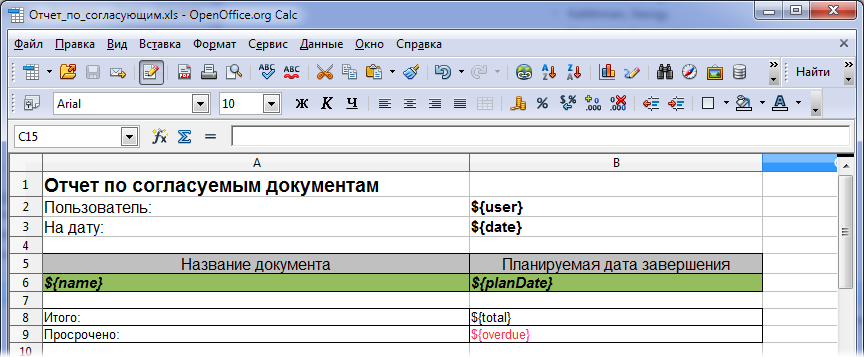 Отчет_по_согласующим.xls - OpenOffice.org Calc
Файл Правка Вид Вставка Формат Сервис Данные Окно Справка
Найти
Arial 10 Ж К Ч
C15
A B
1 Отчет по согласуемым документам
2 Пользователь: ${user}
3 На дату: ${date}
4
5 Название документа Планируемая дата завершения
6 ${name} ${planDate}
7
8 Итого: ${total}
9 Просрочено: ${overdue}
10